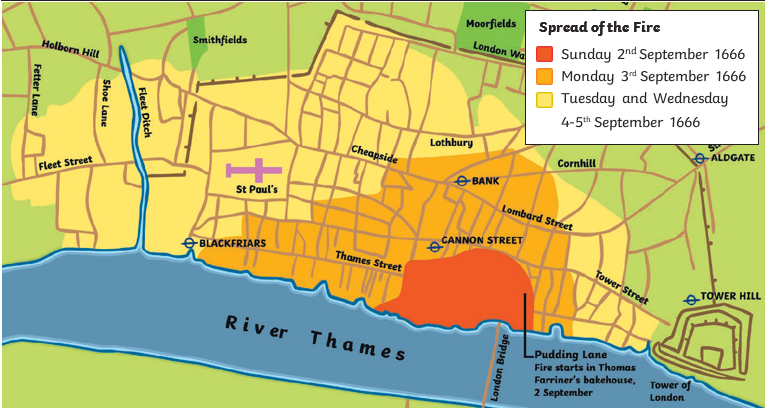 Spread of the Fire
Sunday 2nd September 1666
Monday 3rd September 1666
Tuesday and Wednesday
4-5th September 1666
Moorfields
London Wa
Smithfields
Holborn Hill
Fetter Lane
Shoe Lane
Fleet Ditch
Fleet Street
St Paul's
Cheapside
Lothbury
Cornhill
ALDGATE
BANK
Lombard Street
BLACKFRIARS
CANNON STREET
Thames Street
Tower Street
TOWER HILL
River Thames
London Bridge
Pudding Lane
Fire starts in Thomas
Farriner's bakehouse,
2 September
Tower of
London